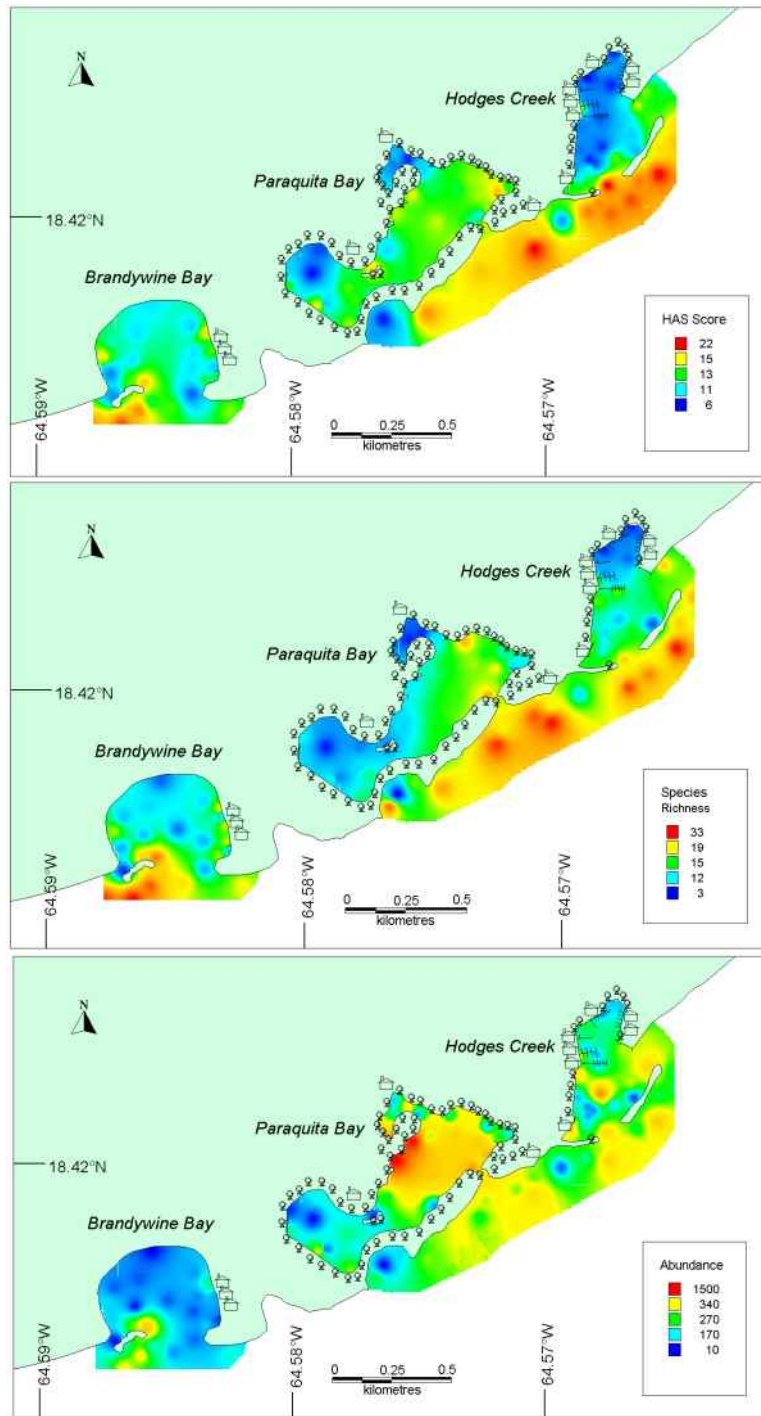 N
Hodges Creek
Paraquita Bay
18.42°N
Brandywine Bay
HAS Score
22
15
13
11
6
64.59°W
64.58°W
64.57°W
0 0.25 0.5
kilometres
N
Hodges Creek
Paraquita Bay
18.42°N
Brandywine Bay
Species
Richness
33
19
15
12
3
64.59°W
64.58°W
64.57°W
0 0.25 0.5
kilometres
N
Hodges Creek
Paraquita Bay
18.42°N
Brandywine Bay
Abundance
1500
340
270
170
10
64.59°W
64.58°W
64.57°W
0 0.25 0.5
kilometres